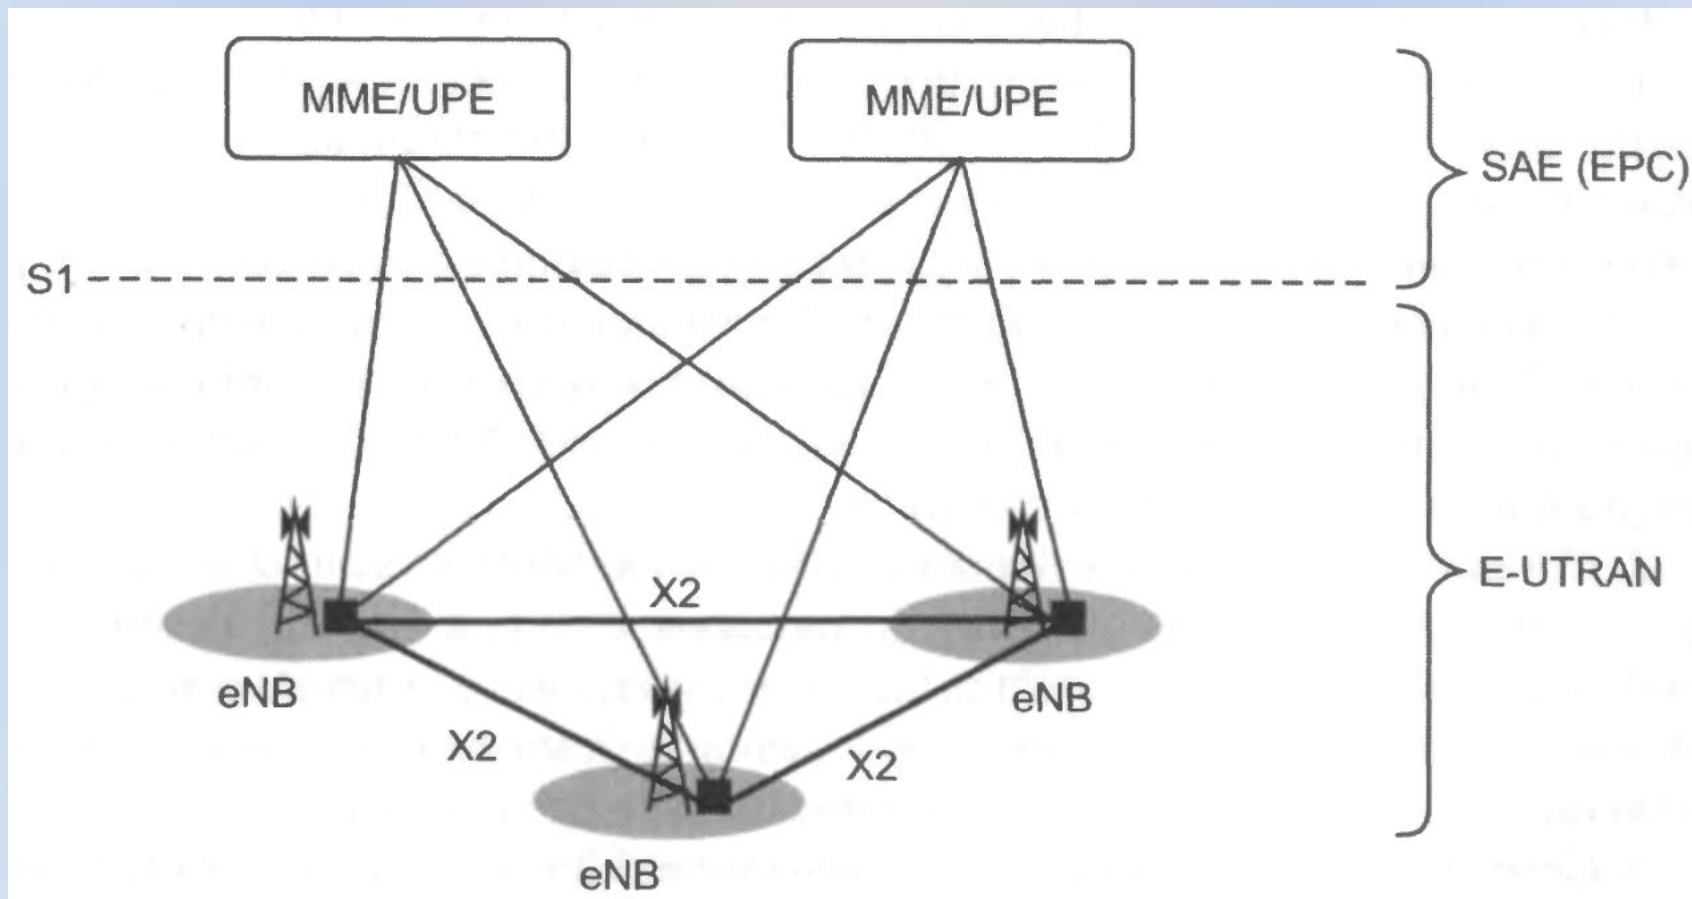 MME/UPE
MME/UPE
SAE (EPC)
S1
E-UTRAN
X2
eNB
eNB
X2
X2
eNB